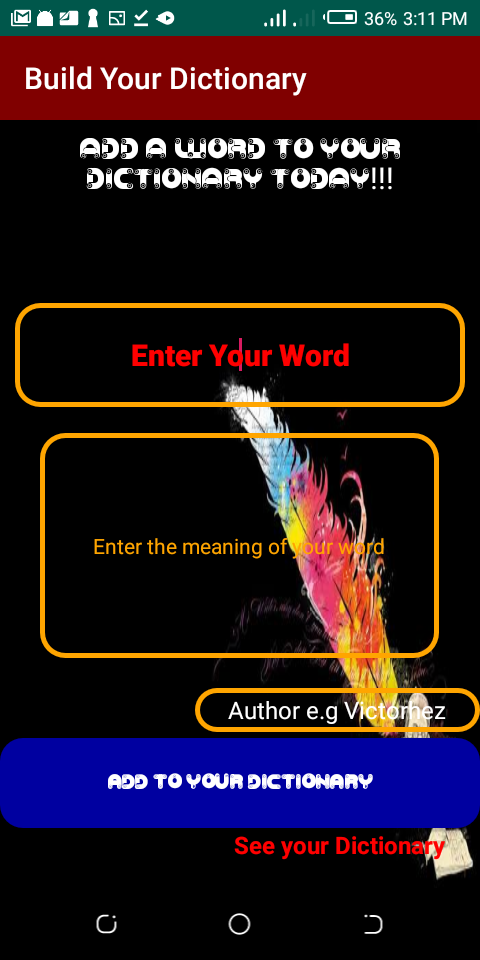 36% 3:11 PM
Build Your Dictionary
ADD A WORD TO YOUR
DICTIONARY TODAY!!!
Enter Your Word
Enter the meaning of your word
Author e.g Victorhez
ADD TO YOUR DICTIONARY
See your Dictionary